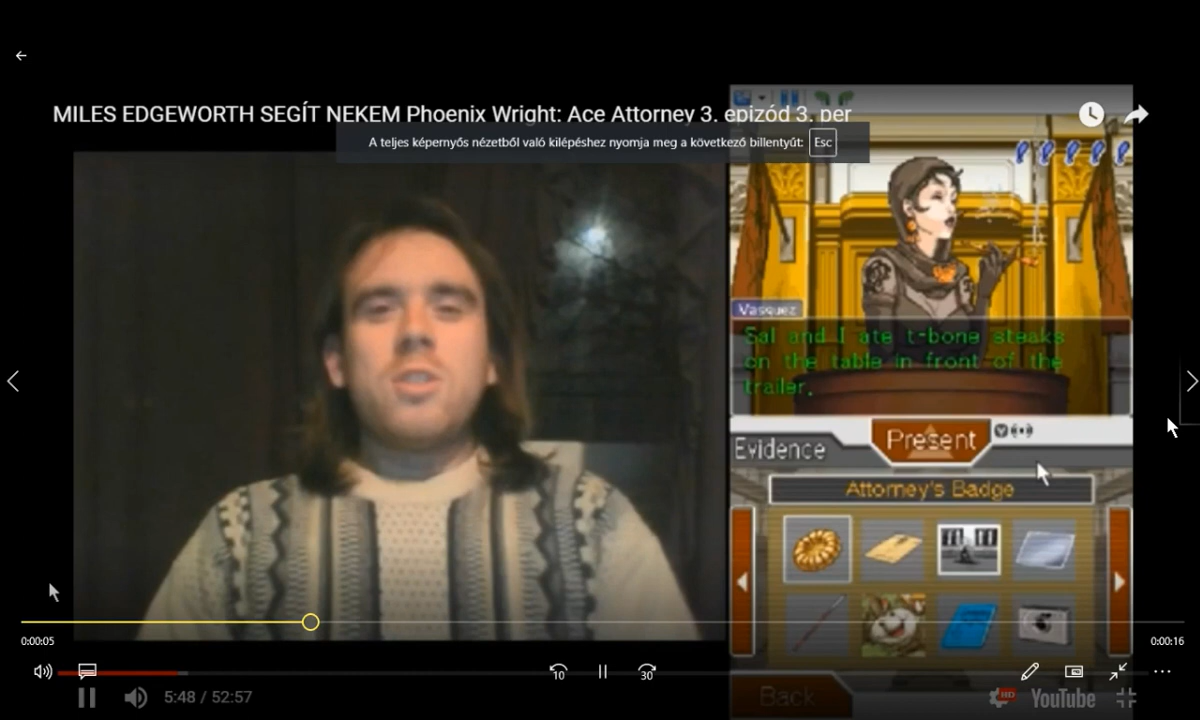 MILES EDGEWORTH SEGÍT NEKEM Phoenix Wright: Ace Attorney 3. epizód 3. per
A teljes képernyős nézetből való kilépéshez nyomja meg a következő billentyűt: Esc
Vasquez
Sal and I ate t-bone steaks
on the table in front of the
trailer.
Evidence
Present
Attorney's Badge
0:00:05
0:00:16
10
30
5:48 / 52:57
Back
HD
YouTube